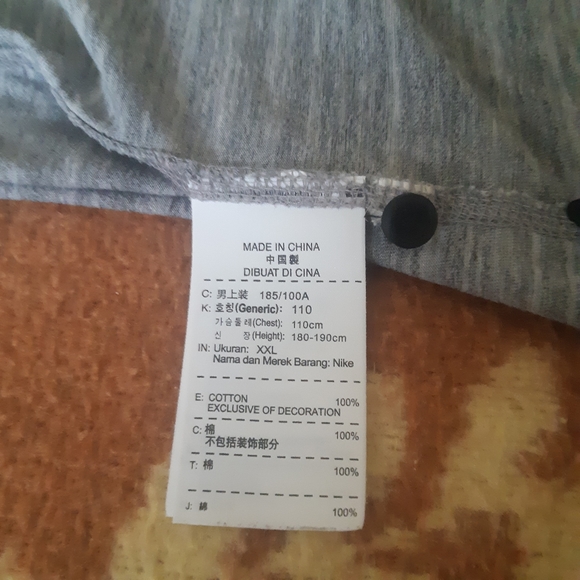 MADE IN CHINA
中国製
DIBUAT DI CINA
C: 男上装 185/100A
K: 호칭(Generic): 110
가슴둘레(Chest): 110cm
신 장(Height): 180-190cm
IN: Ukuran: XXL
Nama dan Merek Barang: Nike
E: COTTON 100%
EXCLUSIVE OF DECORATION
C: 棉 100%
不包括装饰部分
T: 棉 100%
J: 綿 100%